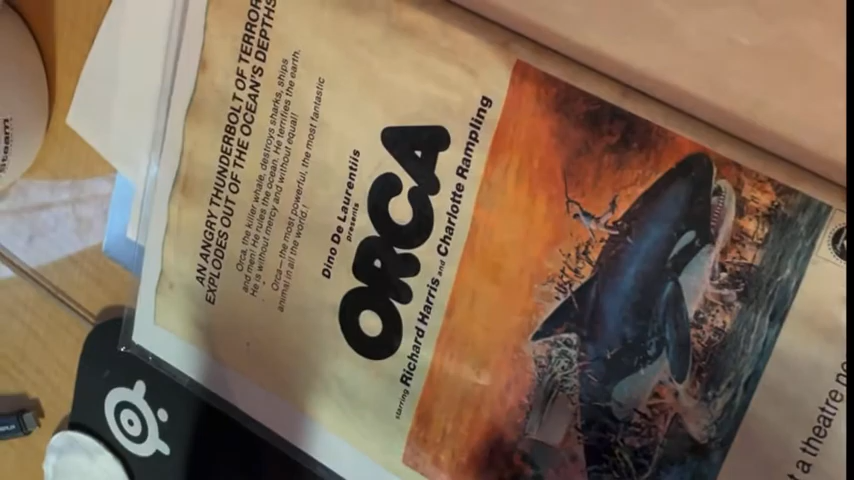 AN ANGRY THUNDERBOLT OF TERROR
EXPLODES OUT OF THE OCEAN'S DEPTHS
Orca, the killer whale, destroys sharks, ships
and men! He rules the ocean. He terrifies the earth.
He is without mercy and without equal!
Orca—the most powerful, the most fantastic
animal in all the world!
Dino De Laurentiis
presents
ORCA
starring Richard Harris and Charlotte Rampling
t a theatre ne